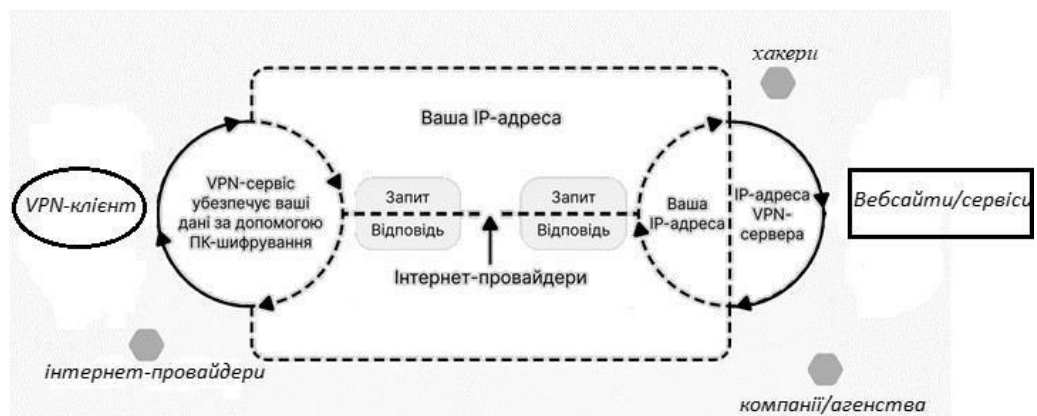 хакери
Ваша IP-адреса
VPN-клієнт
VPN-сервіс
убезпечує ваші
дані за допомогою
ПК-шифрування
Запит
Відповідь
Запит
Відповідь
Інтернет-провайдери
Ваша
IP-адреса
IP-адреса
VPN-
сервера
Вебсайти/сервіси
інтернет-провайдери
компанії/агенства